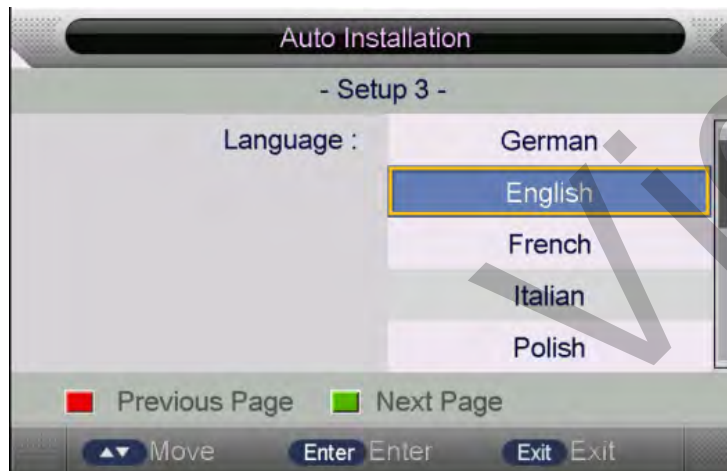 Auto Installation
- Setup 3 -
Language : German
English
French
Italian
Polish
Previous Page Next Page
Move Enter Enter Exit Exit